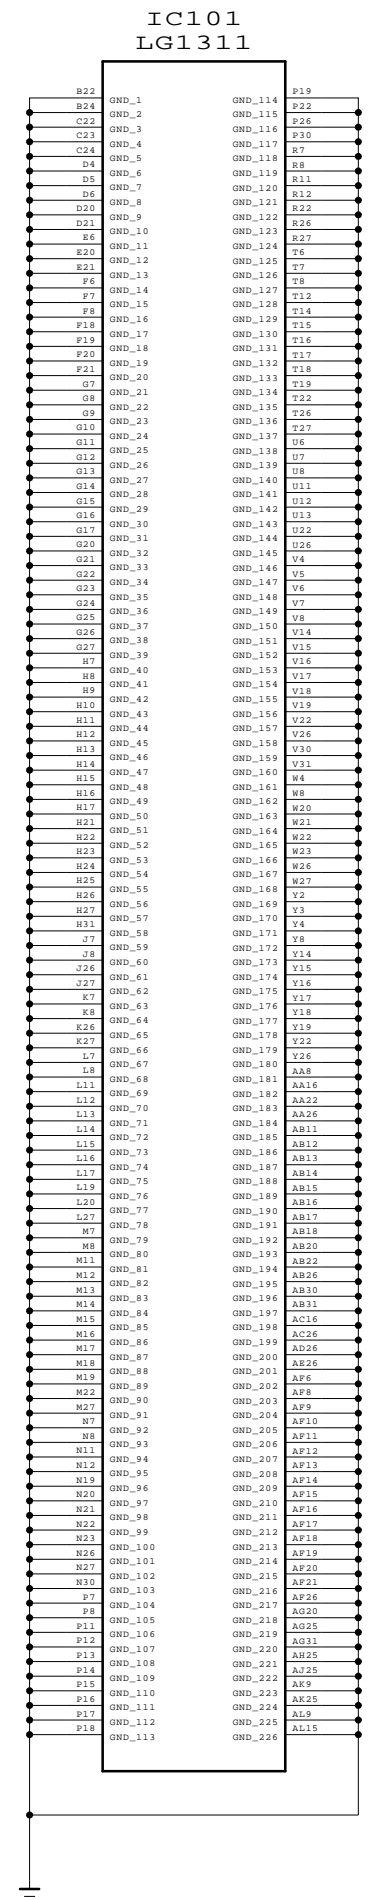 IC101
LG1311
B22 GND_1 GND_114 P19
B24 GND_2 GND_115 P22
C22 GND_3 GND_116 P26
C23 GND_4 GND_117 P30
C24 GND_5 GND_118 R7
D4 GND_6 GND_119 R8
D5 GND_7 GND_120 R11
D6 GND_8 GND_121 R12
D20 GND_9 GND_122 R22
D21 GND_10 GND_123 R26
E6 GND_11 GND_124 R27
E20 GND_12 GND_125 T6
E21 GND_13 GND_126 T7
F6 GND_14 GND_127 T8
F7 GND_15 GND_128 T12
F8 GND_16 GND_129 T14
F18 GND_17 GND_130 T15
F19 GND_18 GND_131 T16
F20 GND_19 GND_132 T17
F21 GND_20 GND_133 T18
G7 GND_21 GND_134 T19
G8 GND_22 GND_135 T22
G9 GND_23 GND_136 T26
G10 GND_24 GND_137 T27
G11 GND_25 GND_138 U6
G12 GND_26 GND_139 U7
G13 GND_27 GND_140 U8
G14 GND_28 GND_141 U11
G15 GND_29 GND_142 U12
G16 GND_30 GND_143 U13
G17 GND_31 GND_144 U22
G20 GND_32 GND_145 U26
G21 GND_33 GND_146 V4
G22 GND_34 GND_147 V5
G23 GND_35 GND_148 V6
G24 GND_36 GND_149 V7
G25 GND_37 GND_150 V8
G26 GND_38 GND_151 V14
G27 GND_39 GND_152 V15
H7 GND_40 GND_153 V16
H8 GND_41 GND_154 V17
H9 GND_42 GND_155 V18
H10 GND_43 GND_156 V19
H11 GND_44 GND_157 V22
H12 GND_45 GND_158 V26
H13 GND_46 GND_159 V30
H14 GND_47 GND_160 V31
H15 GND_48 GND_161 W4
H16 GND_49 GND_162 W8
H17 GND_50 GND_163 W20
H21 GND_51 GND_164 W21
H22 GND_52 GND_165 W22
H23 GND_53 GND_166 W23
H24 GND_54 GND_167 W26
H25 GND_55 GND_168 W27
H26 GND_56 GND_169 Y2
H27 GND_57 GND_170 Y3
H31 GND_58 GND_171 Y4
J7 GND_59 GND_172 Y8
J8 GND_60 GND_173 Y14
J26 GND_61 GND_174 Y15
J27 GND_62 GND_175 Y16
K7 GND_63 GND_176 Y17
K8 GND_64 GND_177 Y18
K26 GND_65 GND_178 Y19
K27 GND_66 GND_179 Y22
L7 GND_67 GND_180 Y26
L8 GND_68 GND_181 AA8
L11 GND_69 GND_182 AA16
L12 GND_70 GND_183 AA22
L13 GND_71 GND_184 AA26
L14 GND_72 GND_185 AB11
L15 GND_73 GND_186 AB12
L16 GND_74 GND_187 AB13
L17 GND_75 GND_188 AB14
L19 GND_76 GND_189 AB15
L20 GND_77 GND_190 AB16
L27 GND_78 GND_191 AB17
M7 GND_79 GND_192 AB18
M8 GND_80 GND_193 AB20
M11 GND_81 GND_194 AB22
M12 GND_82 GND_195 AB26
M13 GND_83 GND_196 AB30
M14 GND_84 GND_197 AB31
M15 GND_85 GND_198 AC16
M16 GND_86 GND_199 AC26
M17 GND_87 GND_200 AD26
M18 GND_88 GND_201 AE26
M19 GND_89 GND_202 AF6
M22 GND_90 GND_203 AF8
M27 GND_91 GND_204 AF9
N7 GND_92 GND_205 AF10
N8 GND_93 GND_206 AF11
N11 GND_94 GND_207 AF12
N12 GND_95 GND_208 AF13
N19 GND_96 GND_209 AF14
N20 GND_97 GND_210 AF15
N21 GND_98 GND_211 AF16
N22 GND_99 GND_212 AF17
N23 GND_100 GND_213 AF18
N26 GND_101 GND_214 AF19
N27 GND_102 GND_215 AF20
N30 GND_103 GND_216 AF21
P7 GND_104 GND_217 AF26
P8 GND_105 GND_218 AG20
P11 GND_106 GND_219 AG25
P12 GND_107 GND_220 AG31
P13 GND_108 GND_221 AH25
P14 GND_109 GND_222 AJ25
P15 GND_110 GND_223 AK9
P16 GND_111 GND_224 AK25
P17 GND_112 GND_225 AL9
P18 GND_113 GND_226 AL15